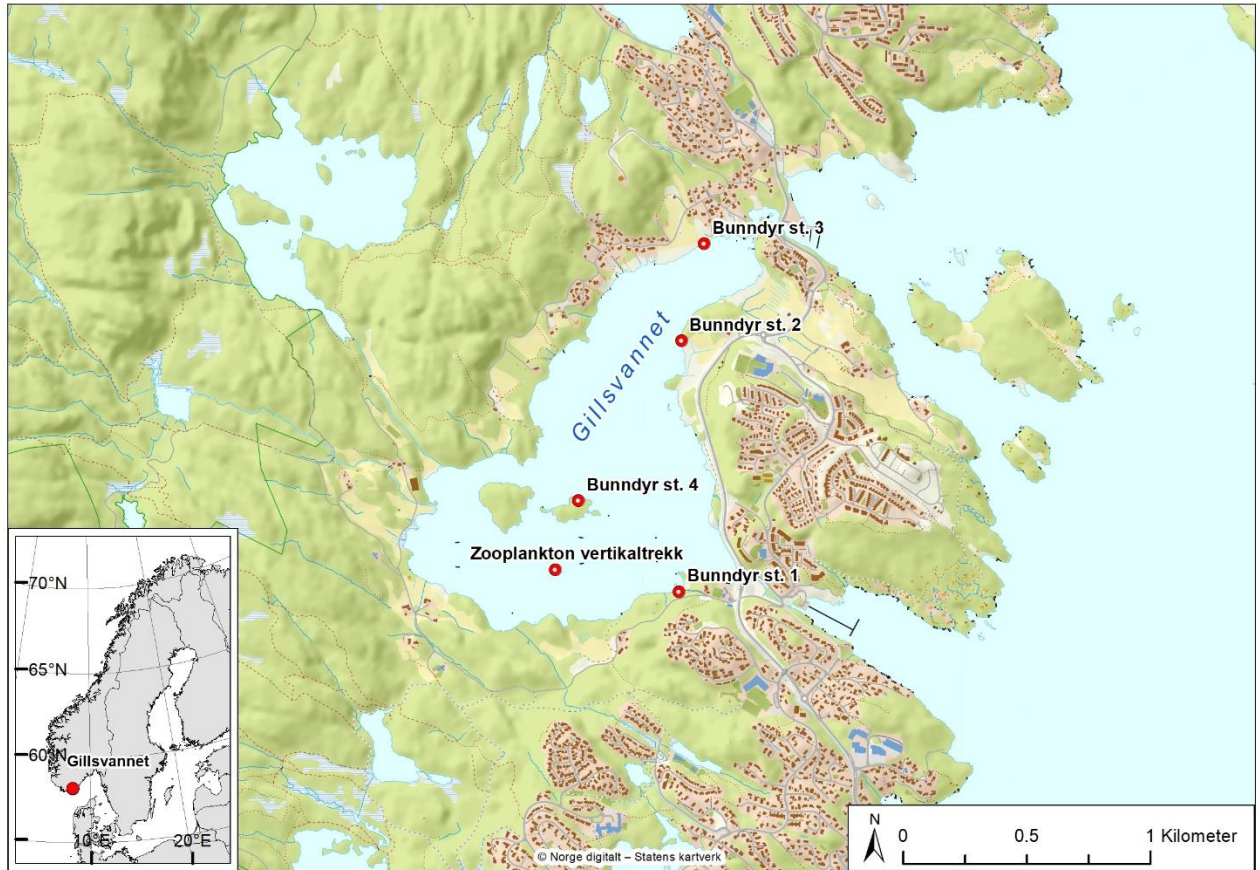 Bunndyr st. 3
Bunndyr st. 2
Gillsvannet
Bunndyr st. 4
Zooplankton vertikaltrekk
Bunndyr st. 1
70°N
65°N
60°N
Gillsvannet
10°E
20°E
© Norge digitalt – Statens kartverk
N
0 0.5 1 Kilometer